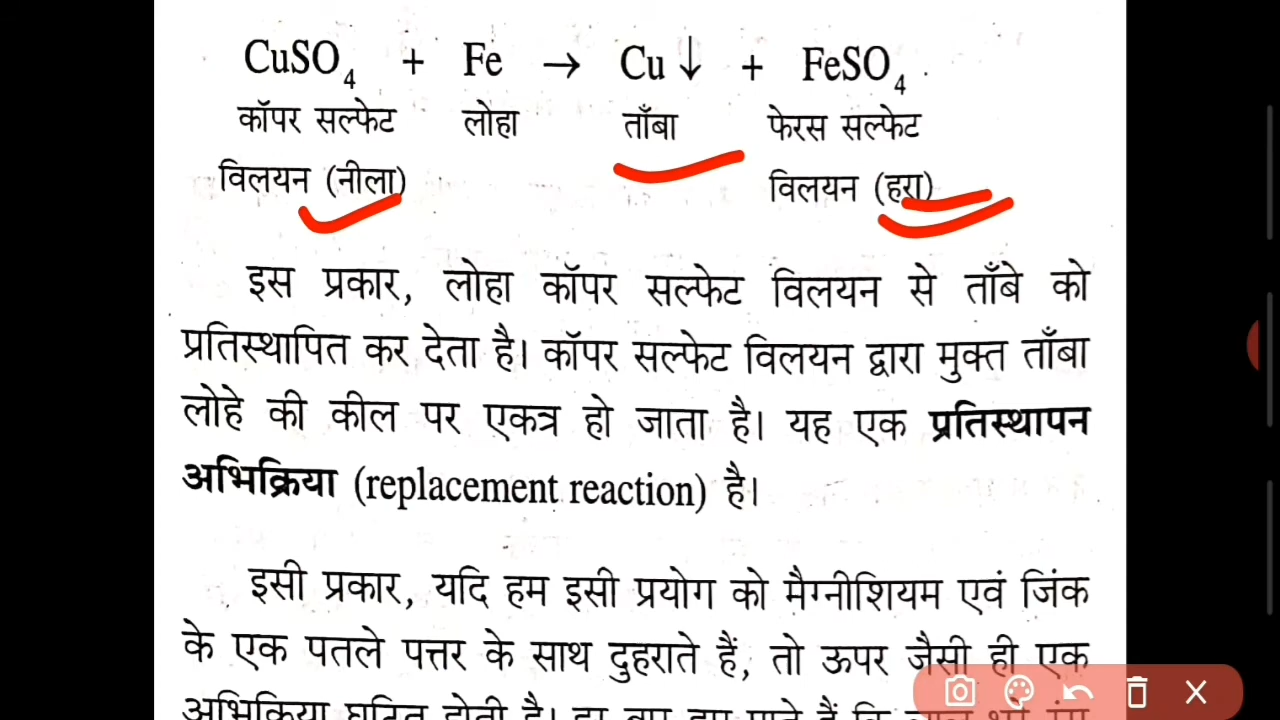 CuSO₄ + Fe → Cu↓ + FeSO₄
कॉपर सल्फेट लोहा ताँबा फेरस सल्फेट
विलयन (नीला) विलयन (हरा)
इस प्रकार, लोहा कॉपर सल्फेट विलयन से ताँबे को
प्रतिस्थापित कर देता है। कॉपर सल्फेट विलयन द्वारा मुक्त ताँबा
लोहे की कील पर एकत्र हो जाता है। यह एक प्रतिस्थापन
अभिक्रिया (replacement reaction) है।
इसी प्रकार, यदि हम इसी प्रयोग को मैग्नीशियम एवं जिंक
के एक पतले पत्तर के साथ दुहराते हैं, तो ऊपर जैसी ही एक
अभिक्रिया घटित होती है।